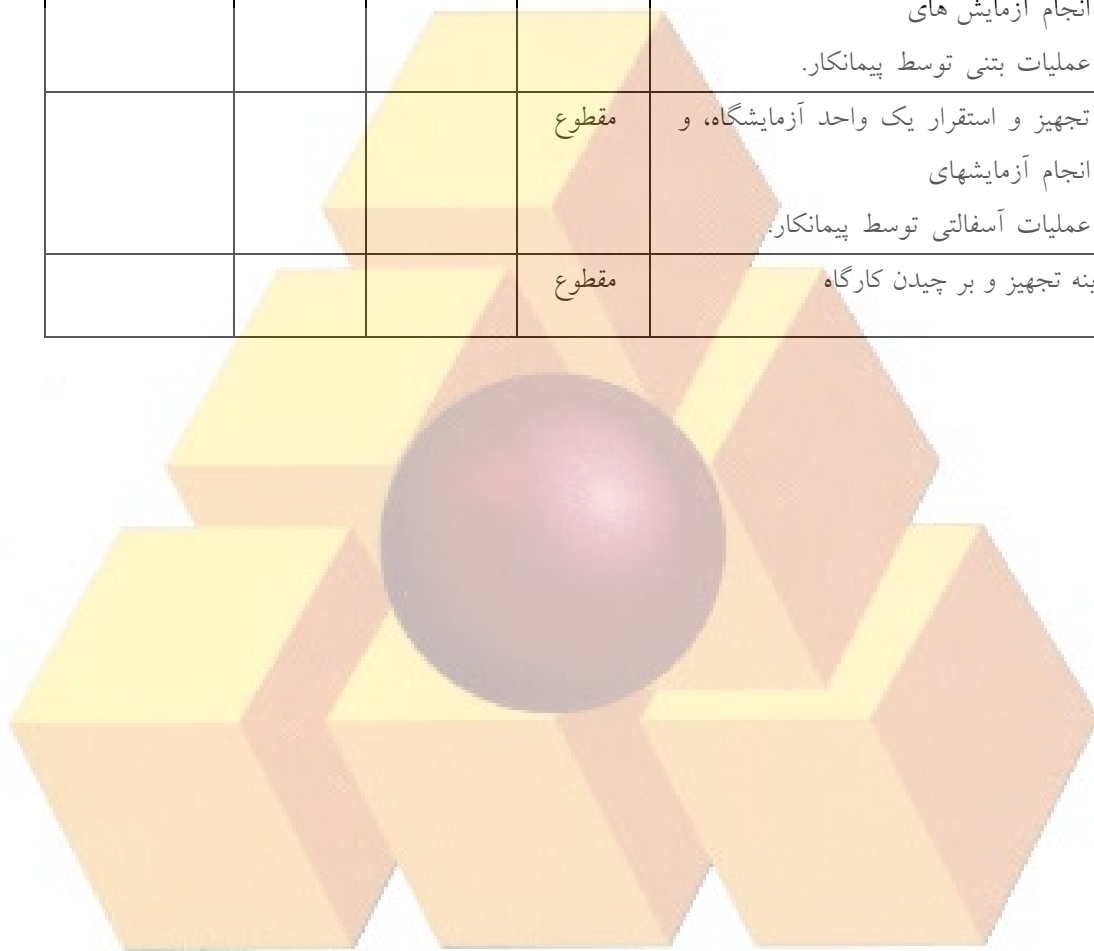 انجام آزمایش های
عملیات بتنی توسط پیمانکار.
تجهیز و استقرار یک واحد آزمایشگاه، و
مقطوع
انجام آزمایشهای
عملیات آسفالتی توسط پیمانکار.
ینه تجهیز و بر چیدن کارگاه
مقطوع